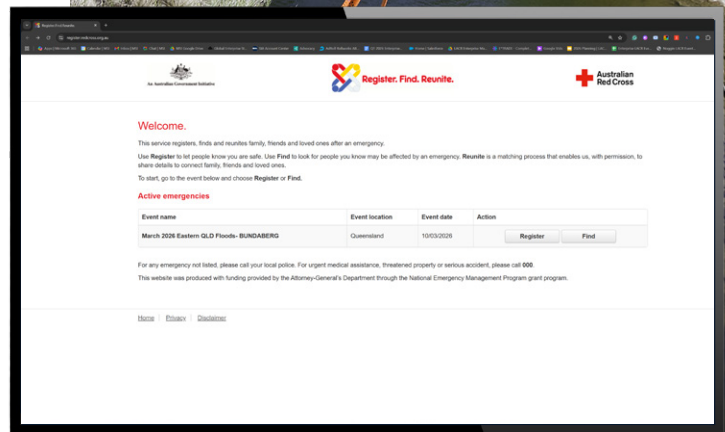 Register.Find.Reunite.
register.redcross.org.au
An Australian Government Initiative
Register. Find. Reunite.
Australian
Red Cross
Welcome.
This service registers, finds and reunites family, friends and loved ones after an emergency.
Use Register to let people know you are safe. Use Find to look for people you know may be affected by an emergency. Reunite is a matching process that enables us, with permission, to
share details to connect family, friends and loved ones.
To start, go to the event below and choose Register or Find.
Active emergencies
Event name Event location Event date Action
March 2026 Eastern QLD Floods- BUNDABERG Queensland 10/03/2026 Register Find
For any emergency not listed, please call your local police. For urgent medical assistance, threatened property or serious accident, please call 000.
This website was produced with funding provided by the Attorney-General's Department through the National Emergency Management Program grant program.
Home Privacy Disclaimer